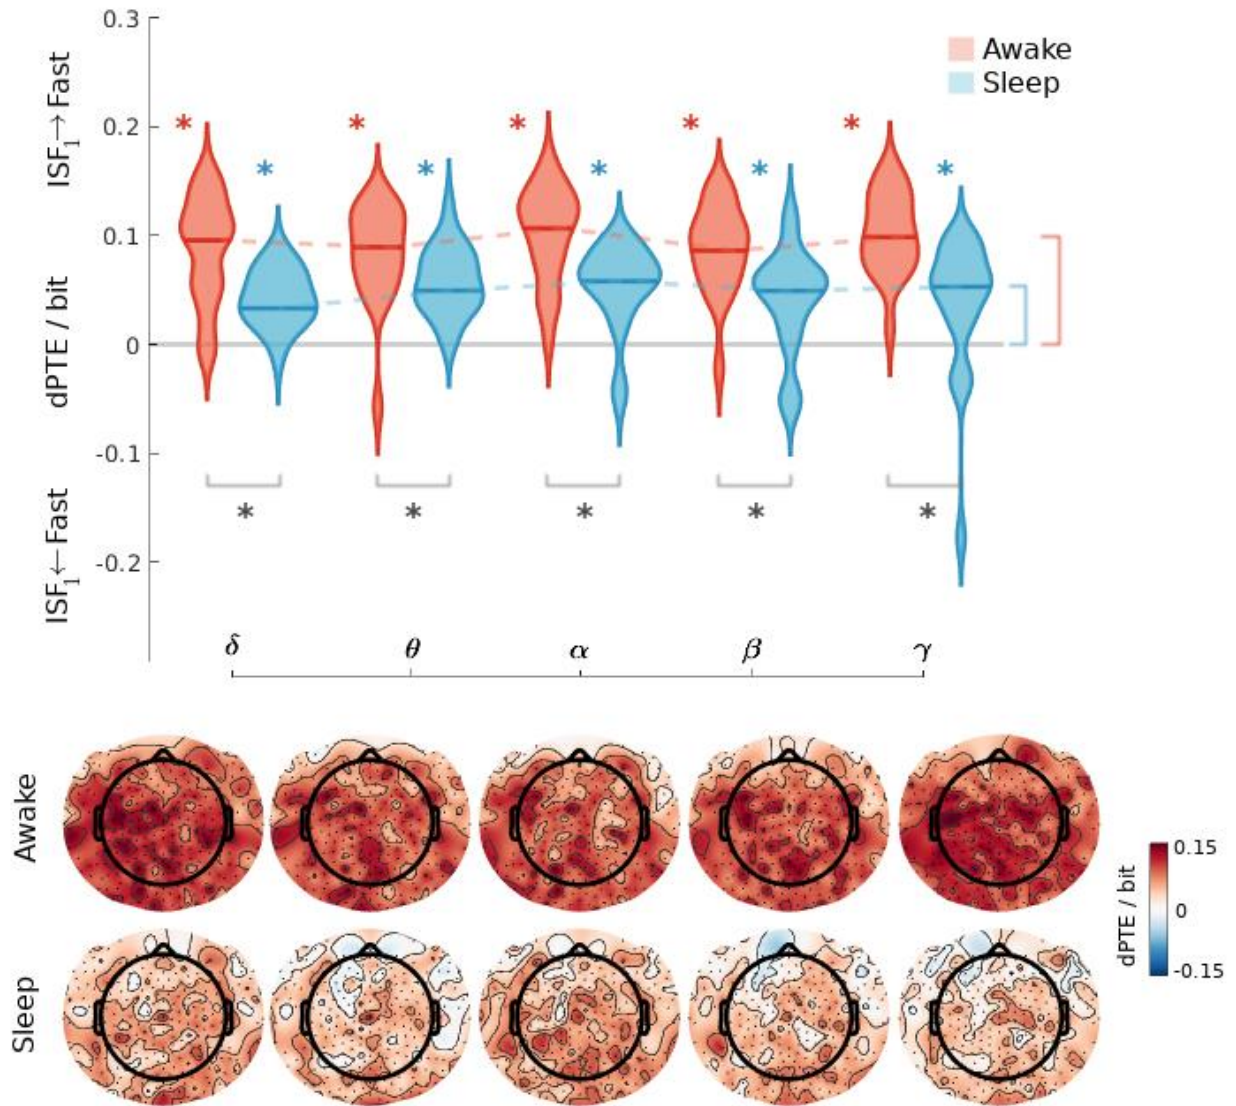 0.3
Awake
Sleep
ISF₁→Fast
0.2
0.1
dPTE / bit
0
-0.1
ISF₁←Fast
-0.2
* * * * *
* * * * *
* * * * *
δ θ α β γ
Awake
Sleep
dPTE / bit
0.15
0
-0.15